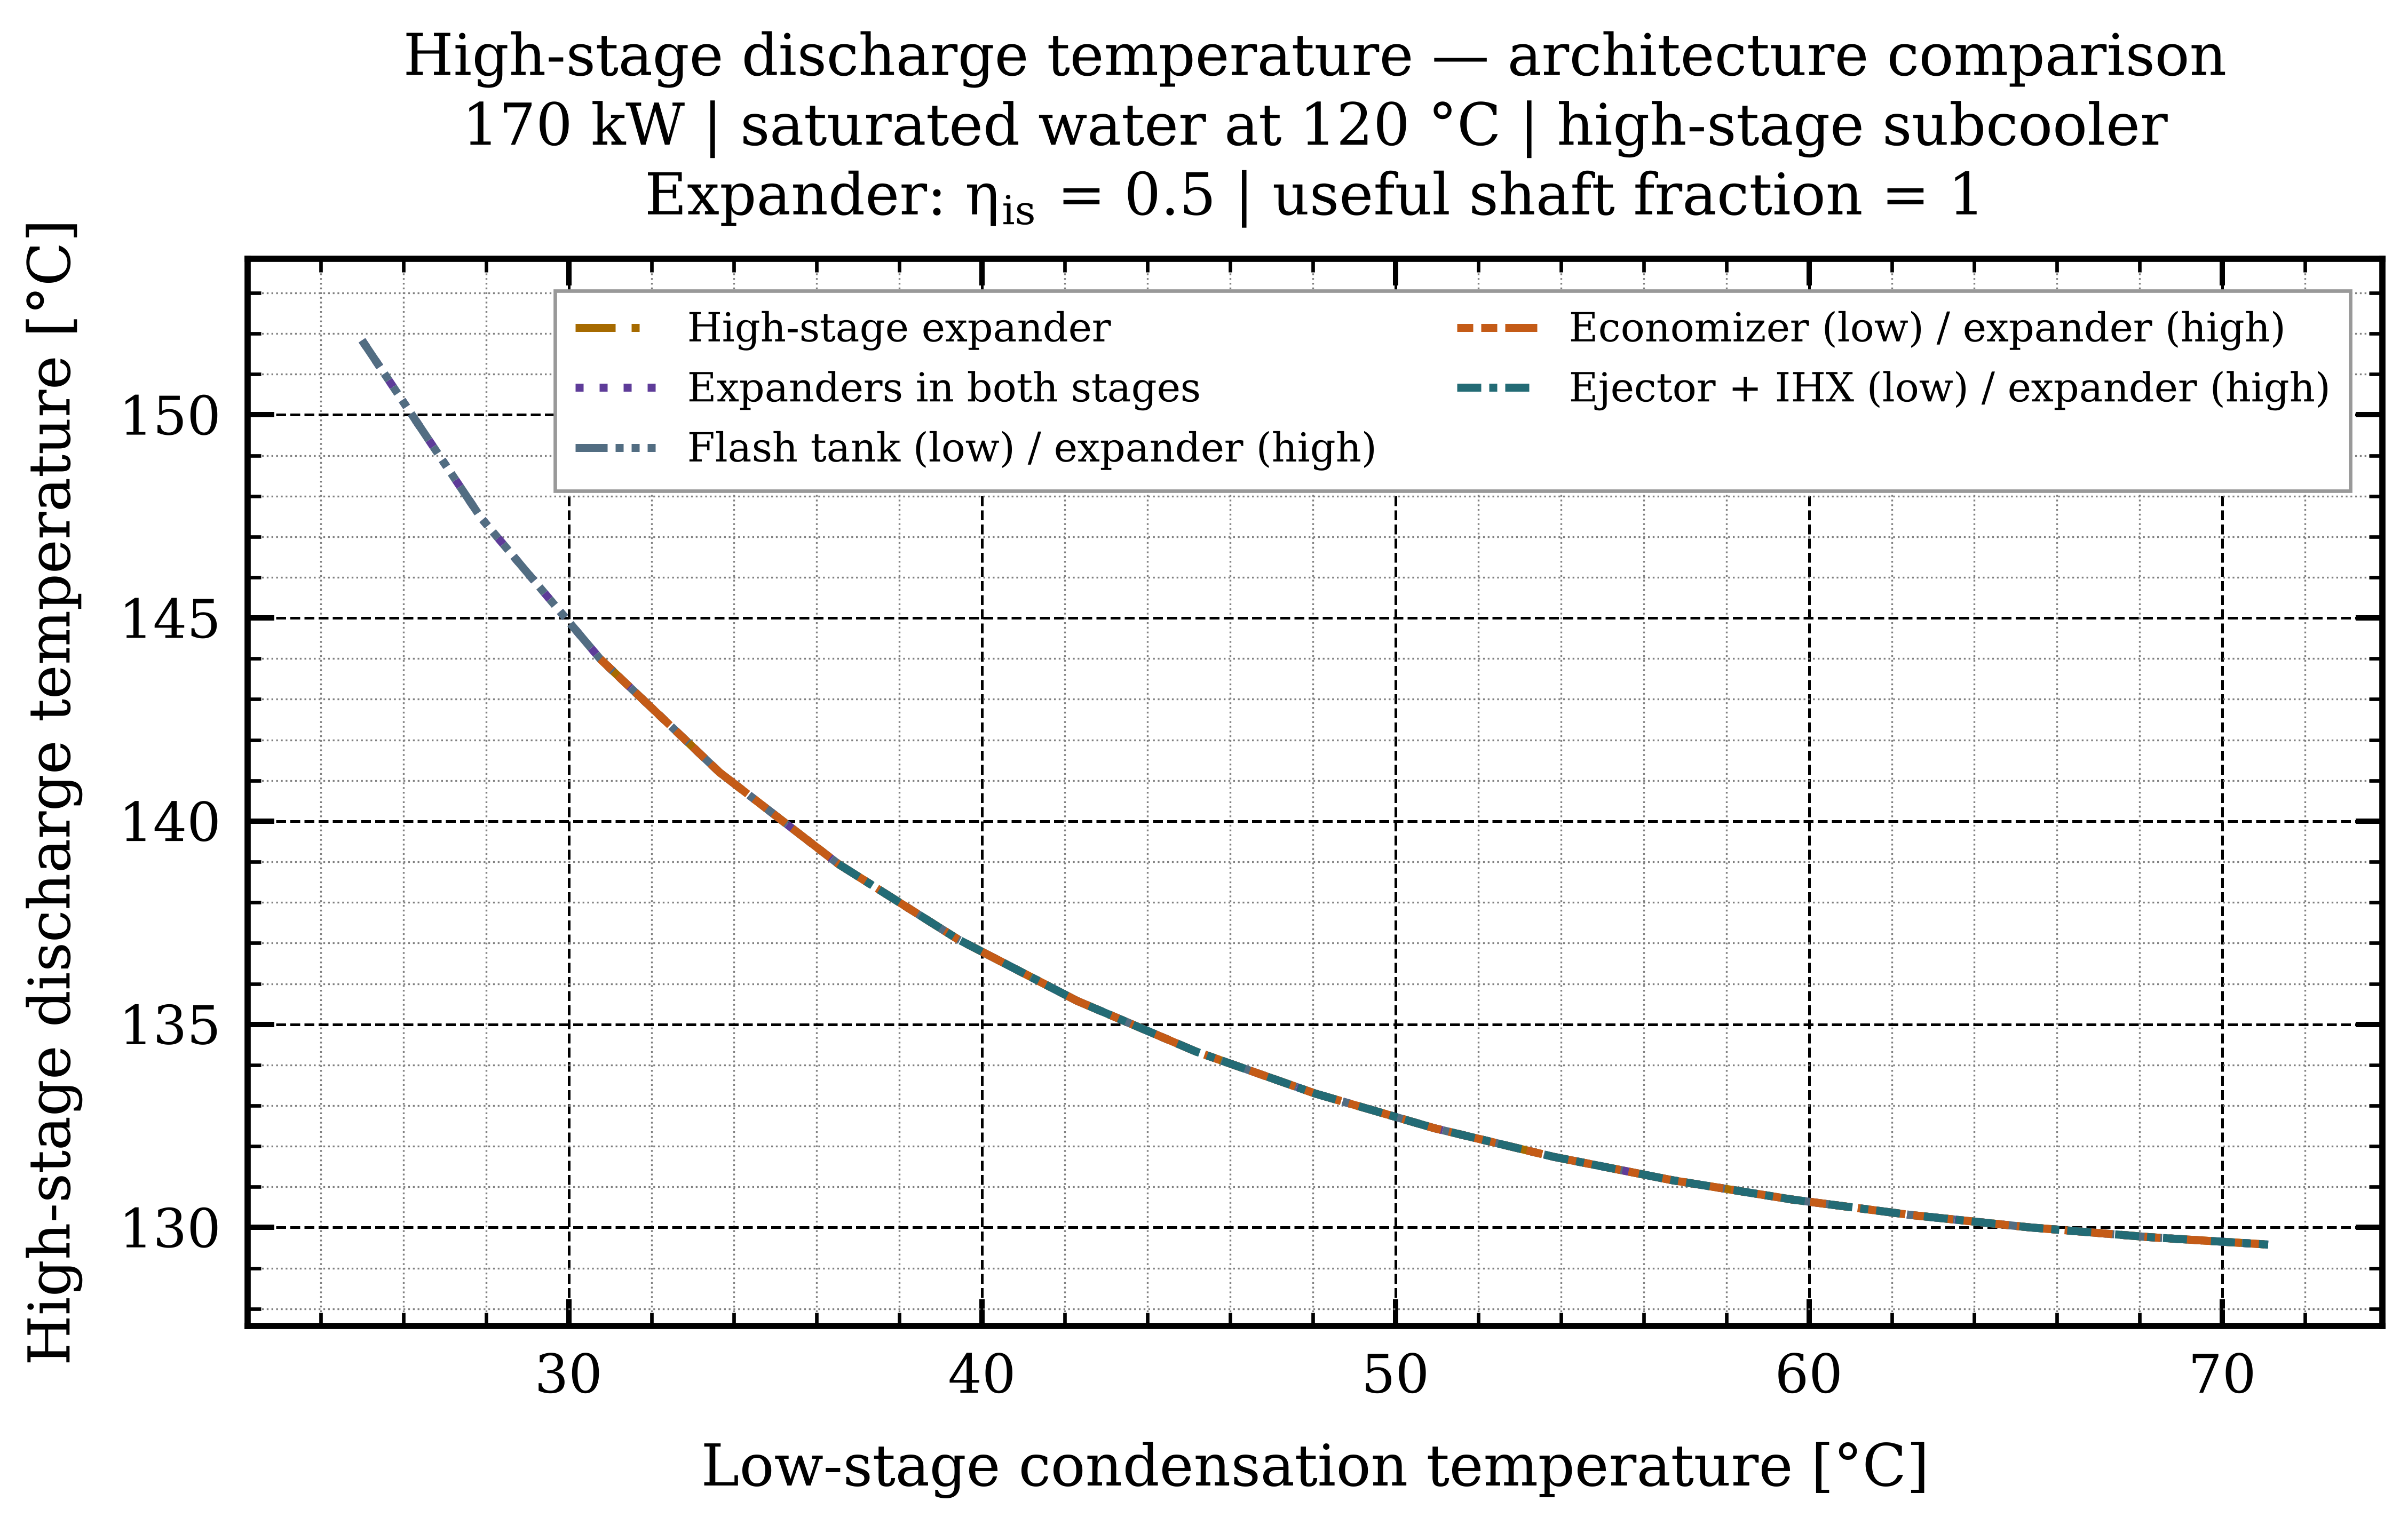 High-stage discharge temperature — architecture comparison
170 kW | saturated water at 120 °C | high-stage subcooler
Expander: ηis = 0.5 | useful shaft fraction = 1
High-stage discharge temperature [°C]
150
145
140
135
130
High-stage expander
Expanders in both stages
Flash tank (low) / expander (high)
Economizer (low) / expander (high)
Ejector + IHX (low) / expander (high)
30 40 50 60 70
Low-stage condensation temperature [°C]